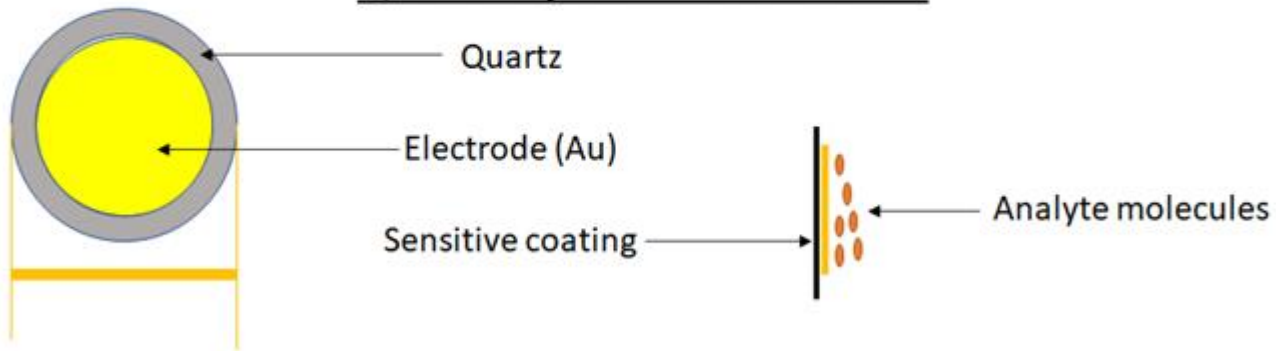 Quartz
Electrode (Au)
Sensitive coating
Analyte molecules